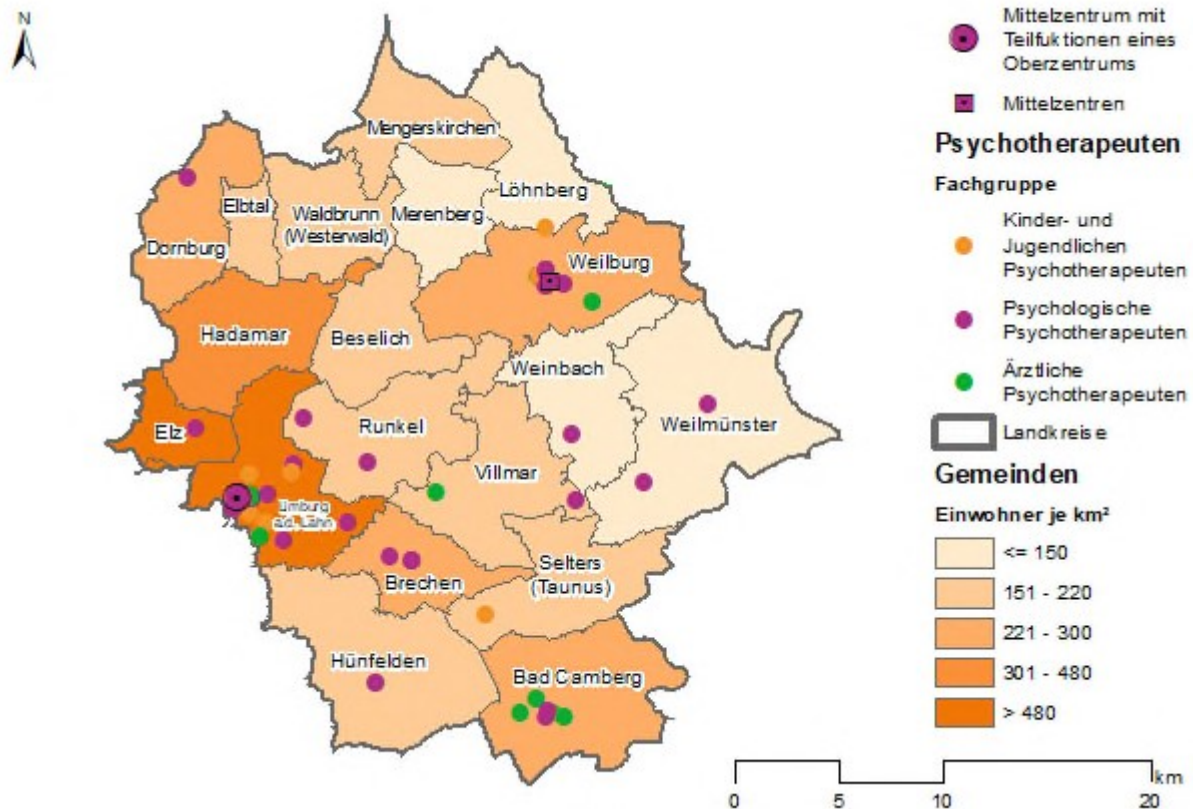 N
Mittelzentrum mit
Teilfuktionen eines
Oberzentrums
Mittelzentren
Psychotherapeuten
Fachgruppe
Kinder- und
Jugendlichen
Psychotherapeuten
Psychologische
Psychotherapeuten
Ärztliche
Psychotherapeuten
Landkreise
Gemeinden
Einwohner je km²
<= 150
151 - 220
221 - 300
301 - 480
> 480
Mengerskirchen
Löhnberg
Elbtal
Waldbrunn
(Westerwald)
Merenberg
Dornburg
Weilburg
Hadamar
Beselich
Weinbach
Elz
Runkel
Weilmünster
Villmar
Limburg
a.d. Lahn
Brechen
Selters
(Taunus)
Hünfelden
Bad Camberg
km
0 5 10 20